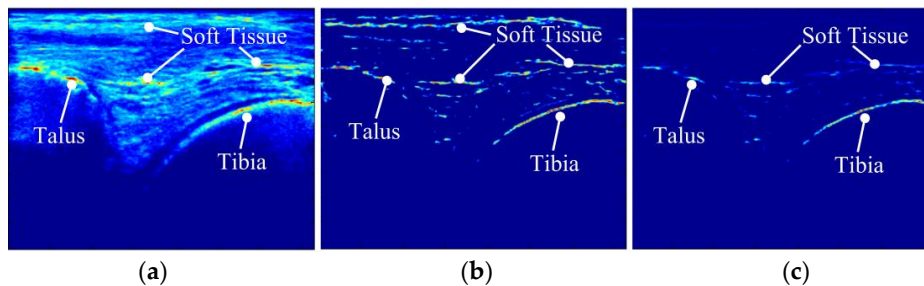 Soft Tissue
Talus
Tibia
Soft Tissue
Talus
Tibia
Soft Tissue
Talus
Tibia
(a)
(b)
(c)